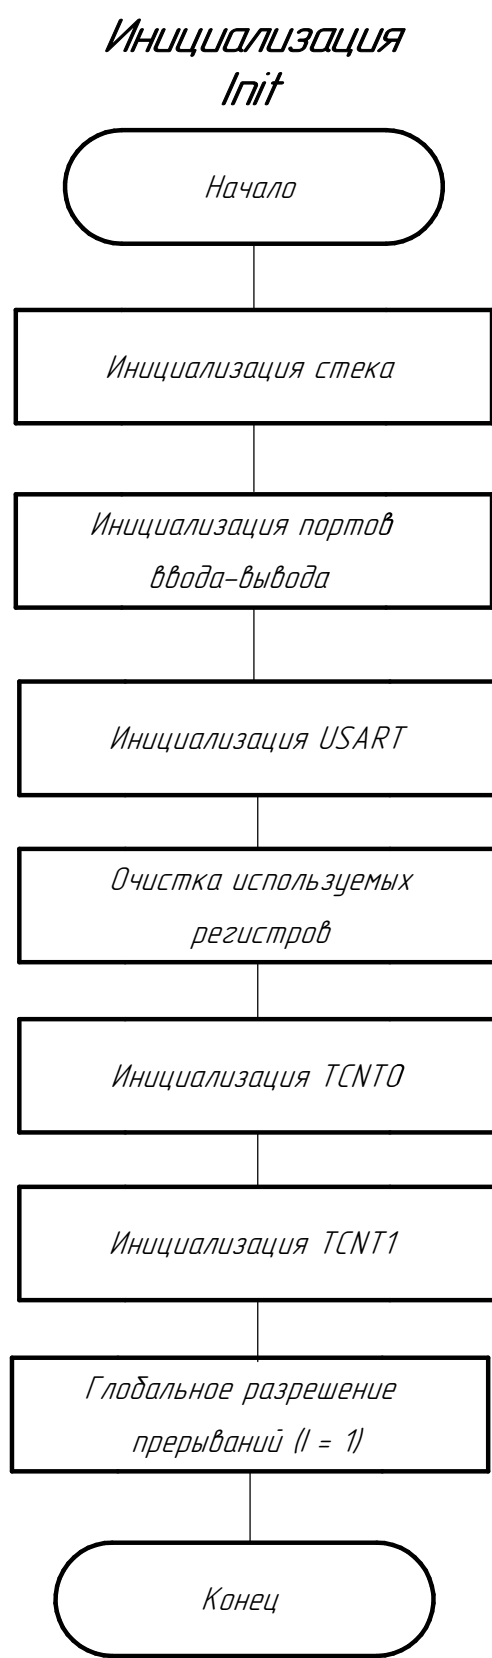 Инициализация
Init
Начало
Инициализация стека
Инициализация портов
ввода-вывода
Инициализация USART
Очистка используемых
регистров
Инициализация TCNT0
Инициализация TCNT1
Глобальное разрешение
прерываний (I = 1)
Конец